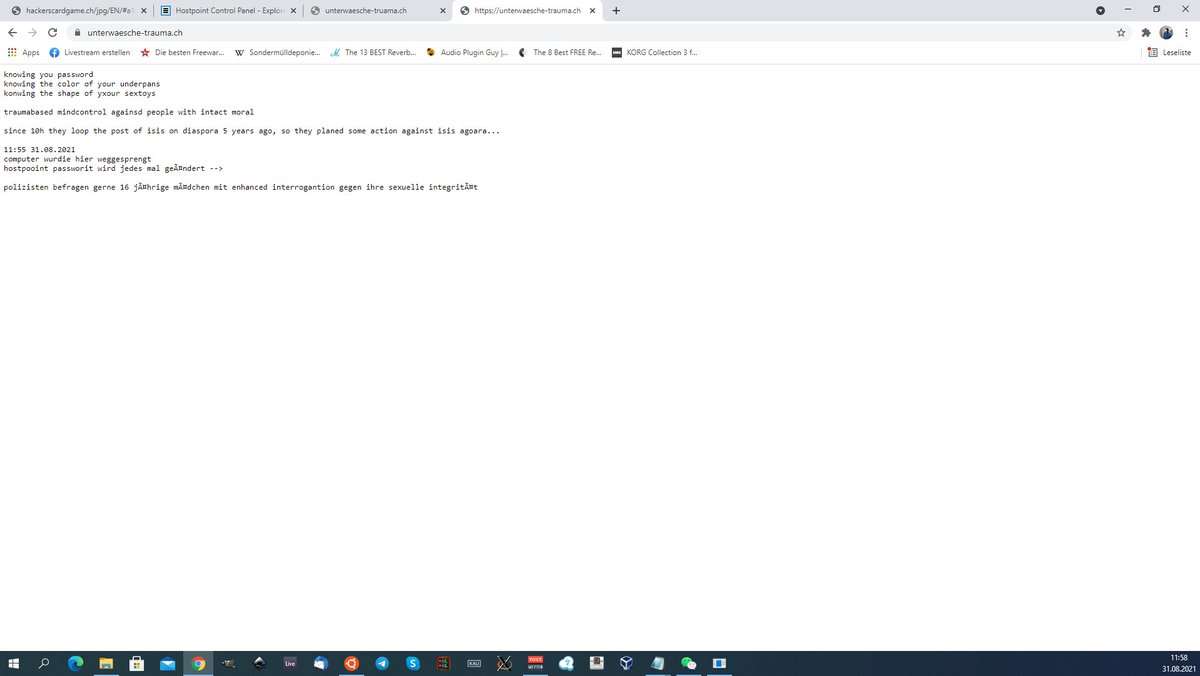 hackerscardgame.ch/jpg/EN/#a1
Hostpoint Control Panel - Explor
unterwaesche-truama.ch
https://unterwaesche-trauma.ch
unterwaesche-trauma.ch
Apps
Livestream erstellen
Die besten Freewar...
Sondermülldeponie...
The 13 BEST Reverb...
Audio Plugin Guy |...
The 8 Best FREE Re...
KORG Collection 3 f...
Leseliste
knowing you password
knowing the color of your underpans
konwing the shape of yxour sextoys
traumabased mindcontrol againsd people with intact moral
since 10h they loop the post of isis on diaspora 5 years ago, so they planed some action against isis agoara...
11:55 31.08.2021
computer wurdie hier weggesprengt
hostpooint passworit wird jedes mal geÃ¤ndert -->
polizisten befragen gerne 16 jÃ¤hrige mÃ¤dchen mit enhanced interrogantion gegen ihre sexuelle integritÃ¤t
Live
KALI
11:58
31.08.2021